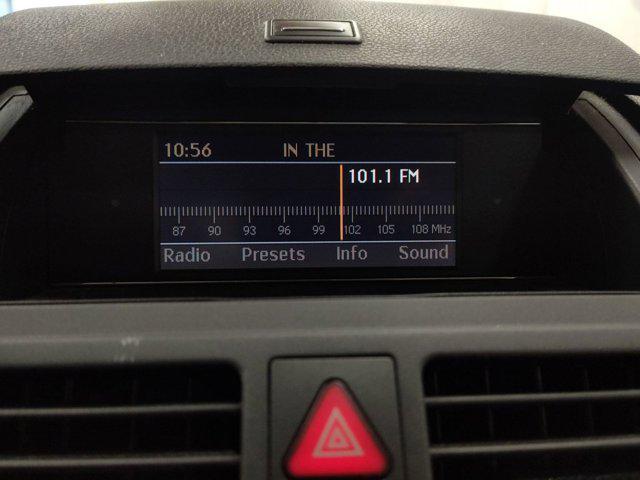 10:56 IN THE
101.1 FM
87 90 93 96 99 102 105 108 MHz
Radio Presets Info Sound